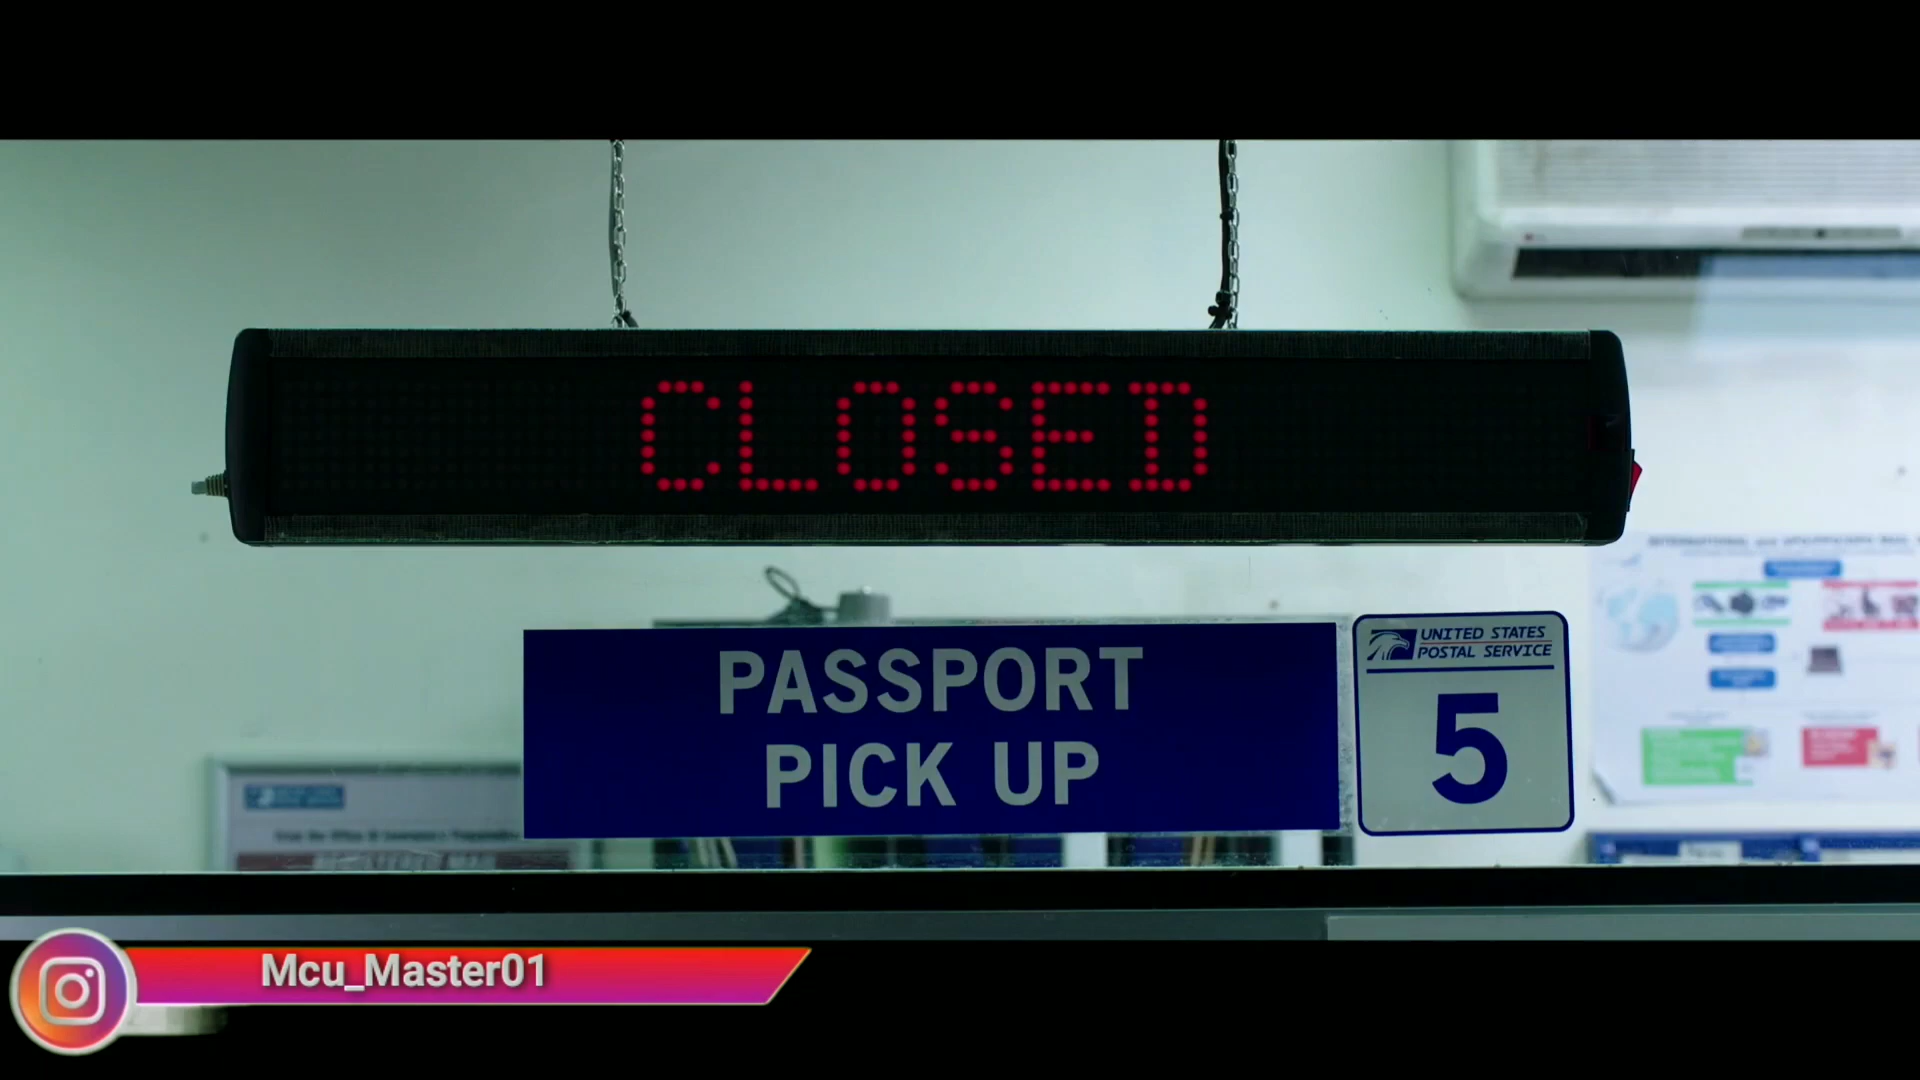 CLOSED
PASSPORT
PICK UP
UNITED STATES
POSTAL SERVICE
5
Mcu_Master01